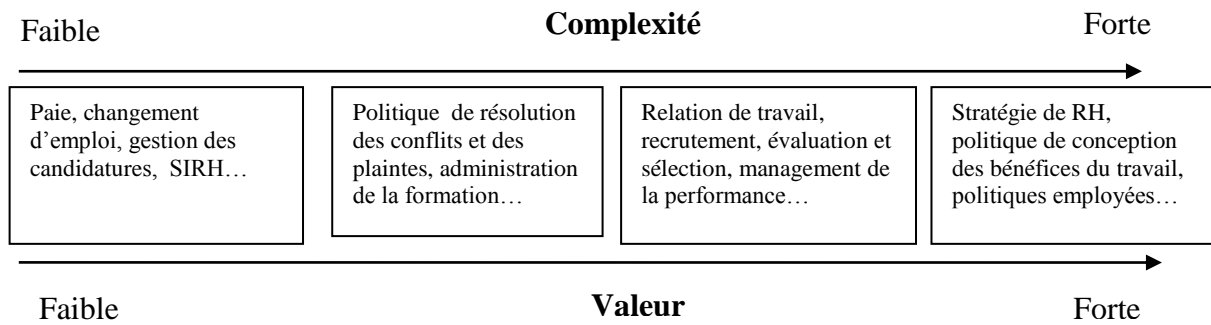 Faible Complexité Forte
Paie, changement
d'emploi, gestion des
candidatures, SIRH…
Politique de résolution
des conflits et des
plaintes, administration
de la formation…
Relation de travail,
recrutement, évaluation et
sélection, management de
la performance…
Stratégie de RH,
politique de conception
des bénéfices du travail,
politiques employées…
Faible Valeur Forte